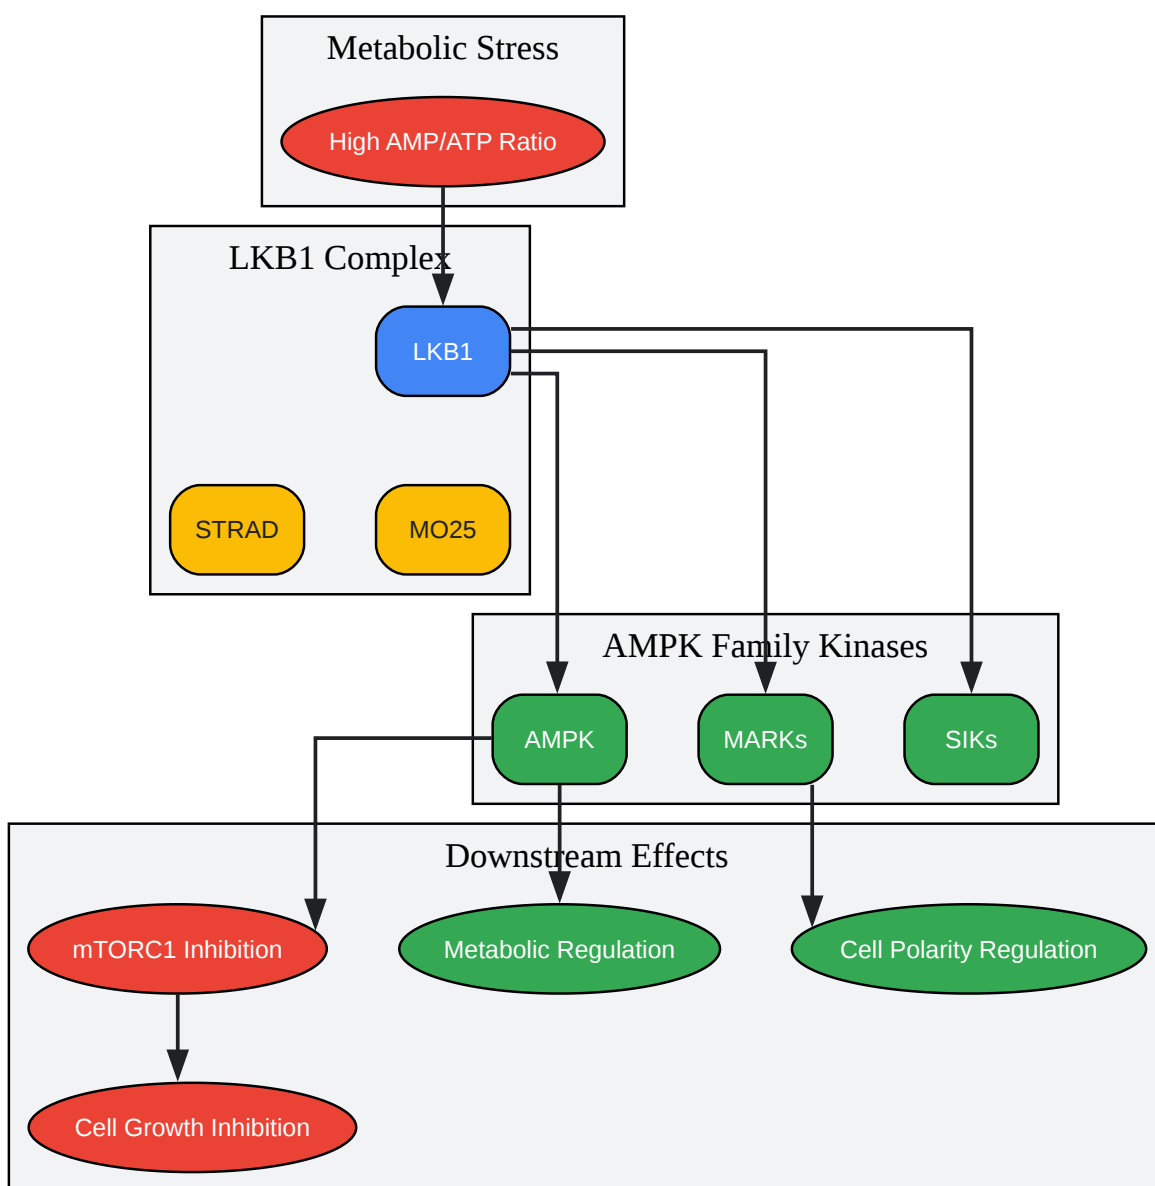 Metabolic Stress
High AMP/ATP Ratio
LKB1 Complex
LKB1
STRAD
MO25
AMPK Family Kinases
AMPK
MARKs
SIKs
Downstream Effects
mTORC1 Inhibition
Metabolic Regulation
Cell Polarity Regulation
Cell Growth Inhibition